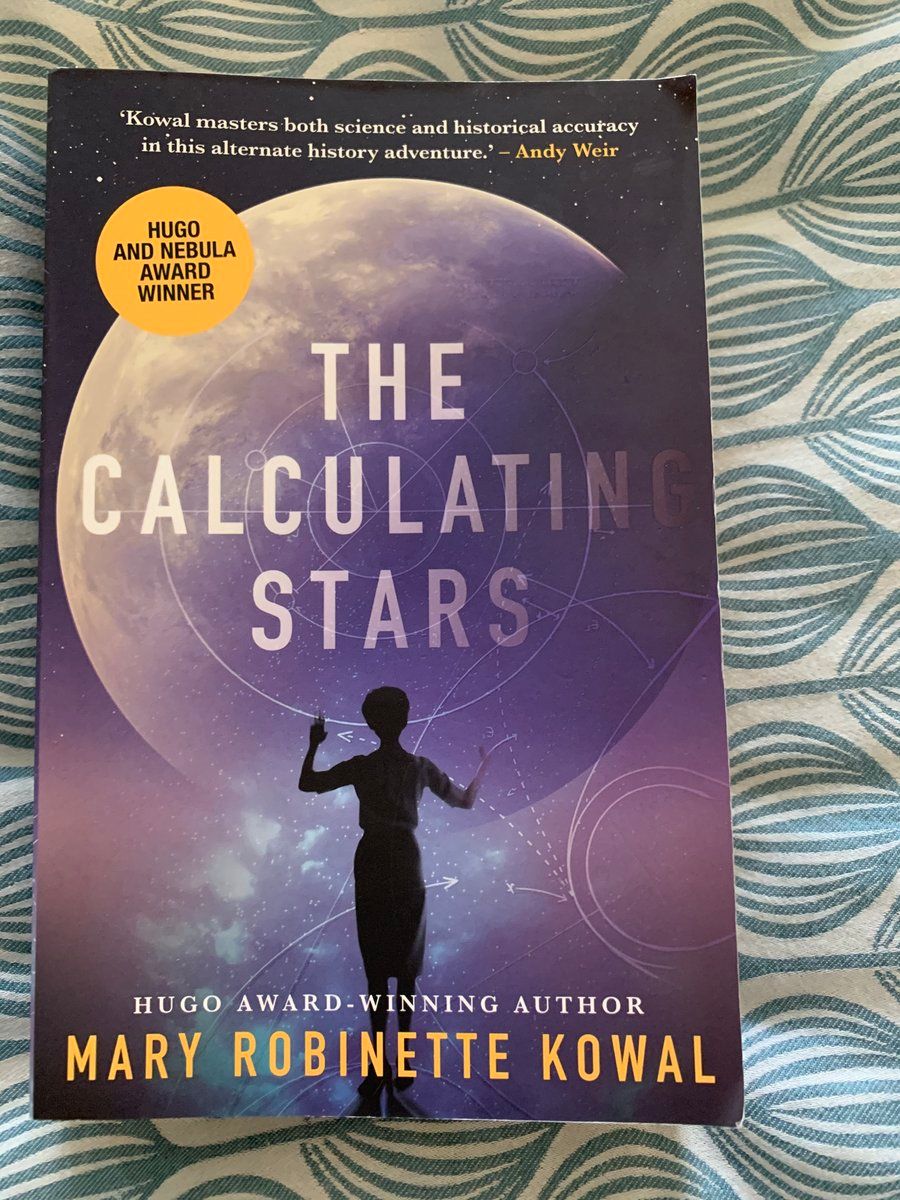 ‘Kowal masters both science and historical accuracy
in this alternate history adventure.’ – Andy Weir
HUGO
AND NEBULA
AWARD
WINNER
THE
CALCULATING
STARS
HUGO AWARD-WINNING AUTHOR
MARY ROBINETTE KOWAL